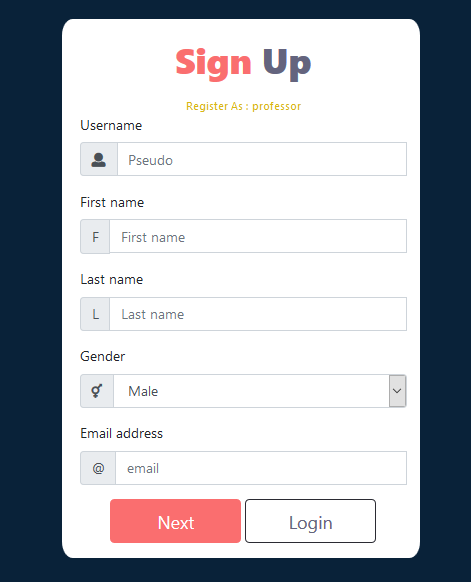 Sign Up
Register As : professor
Username
Pseudo
First name
F First name
Last name
L Last name
Gender
Male
Email address
@ email
Next Login